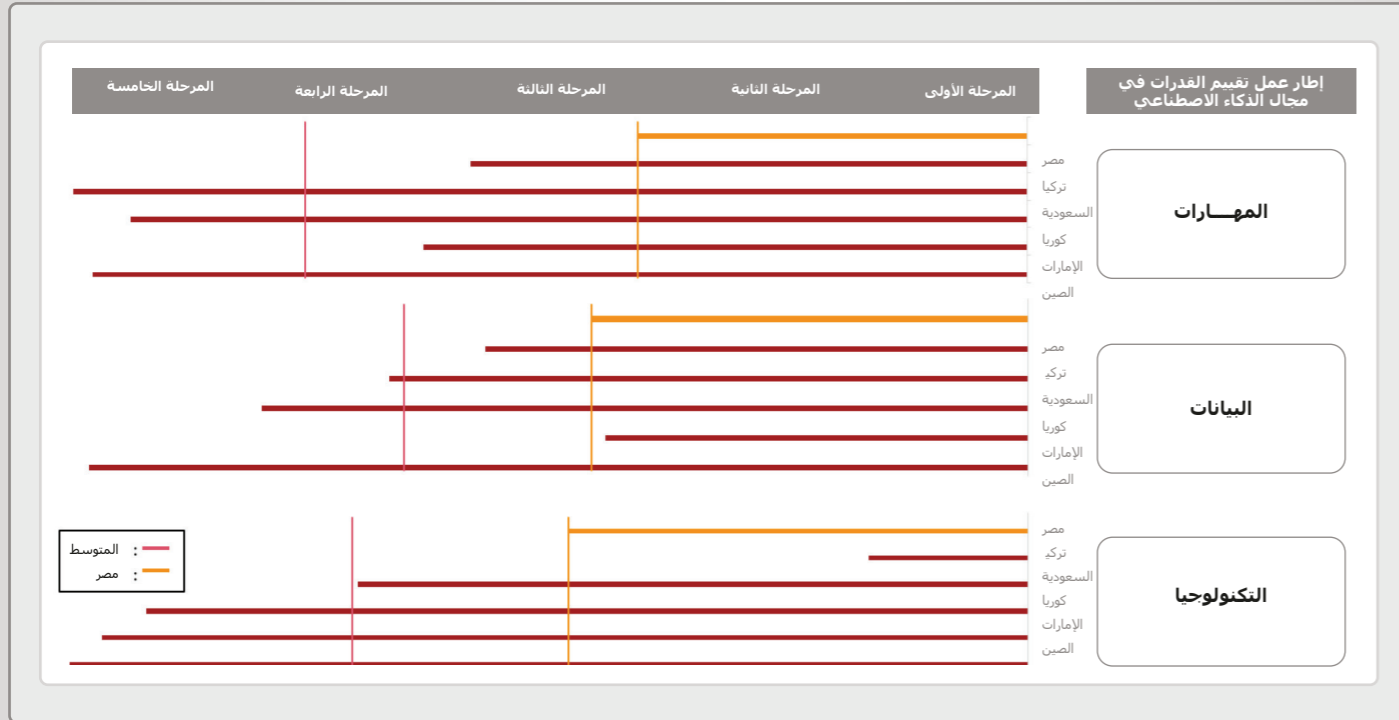 إطار عمل تقييم القدرات في
مجال الذكاء الاصطناعي
المرحلة الأولى
المرحلة الثانية
المرحلة الثالثة
المرحلة الرابعة
المرحلة الخامسة
المهـــارات
مصر
تركيا
السعودية
كوريا
الإمارات
الصين
البيانات
مصر
تركيـ
السعودية
كوريا
الإمارات
الصين
التكنولوجيا
مصر
تركيـ
السعودية
كوريا
الإمارات
الصين
: المتوسط
: مصر